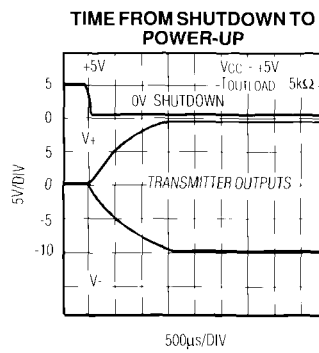 TIME FROM SHUTDOWN TO
POWER-UP
+5V
VCC - +5V
TOUTLOAD 5kΩ
0V SHUTDOWN
5
0
V+
5
TRANSMITTER OUTPUTS
0
-5
-10
V-
5V/DIV
500µs/DIV